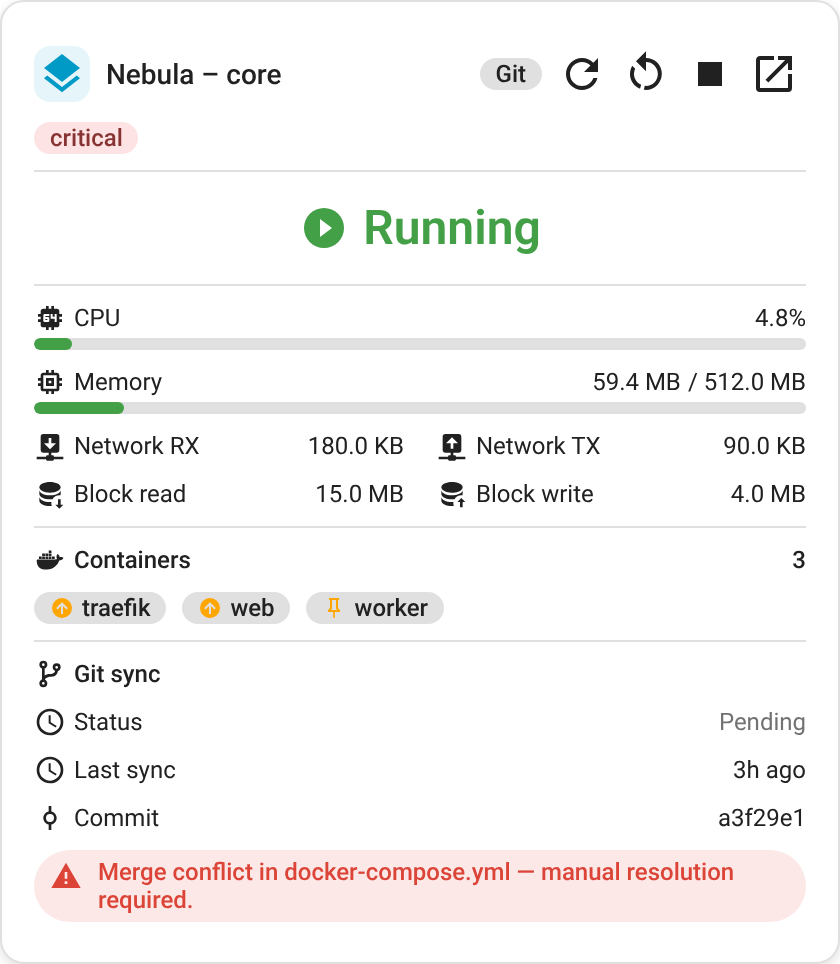 Nebula – core
Git
critical
Running
64
CPU
4.8%
Memory
59.4 MB / 512.0 MB
Network RX
180.0 KB
Network TX
90.0 KB
Block read
15.0 MB
Block write
4.0 MB
Containers
3
traefik
web
worker
Git sync
Status
Pending
Last sync
3h ago
Commit
a3f29e1
Merge conflict in docker-compose.yml — manual resolution
required.